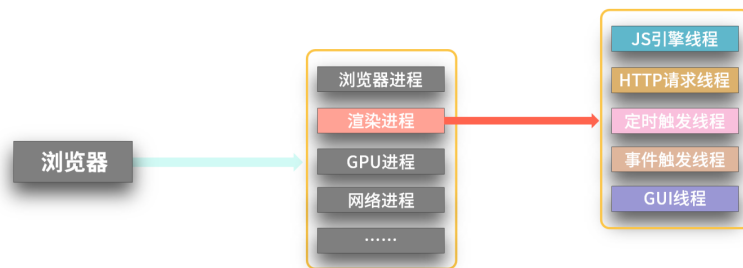 浏览器
浏览器进程
渲染进程
GPU进程
网络进程
······
JS引擎线程
HTTP请求线程
定时触发线程
事件触发线程
GUI线程